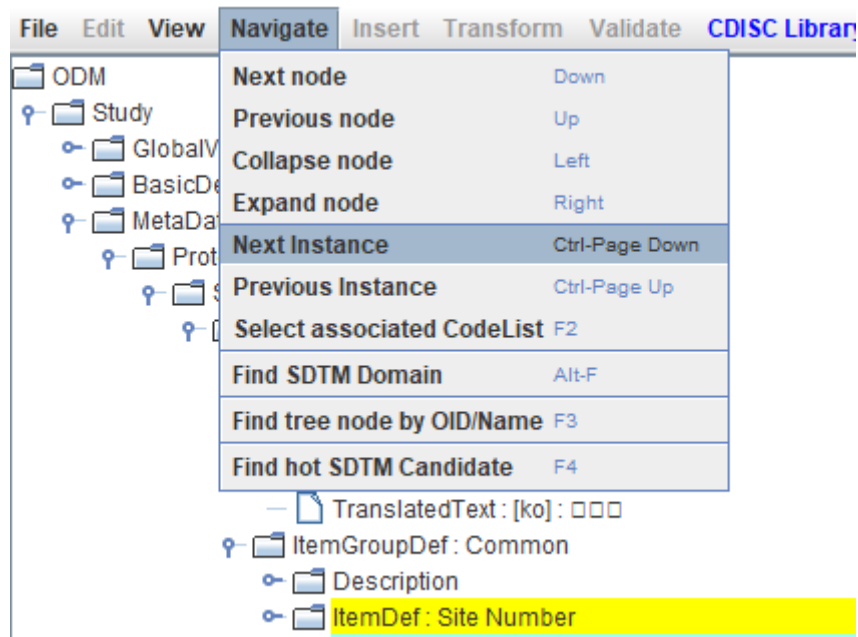 File Edit View Navigate Insert Transform Validate CDISC Library
ODM
Study
GlobalV
BasicDe
MetaDat
Prot
Next node Down
Previous node Up
Collapse node Left
Expand node Right
Next Instance Ctrl-Page Down
Previous Instance Ctrl-Page Up
Select associated CodeList F2
Find SDTM Domain Alt-F
Find tree node by OID/Name F3
Find hot SDTM Candidate F4
TranslatedText : [ko] : □□□
ItemGroupDef : Common
Description
ItemDef : Site Number